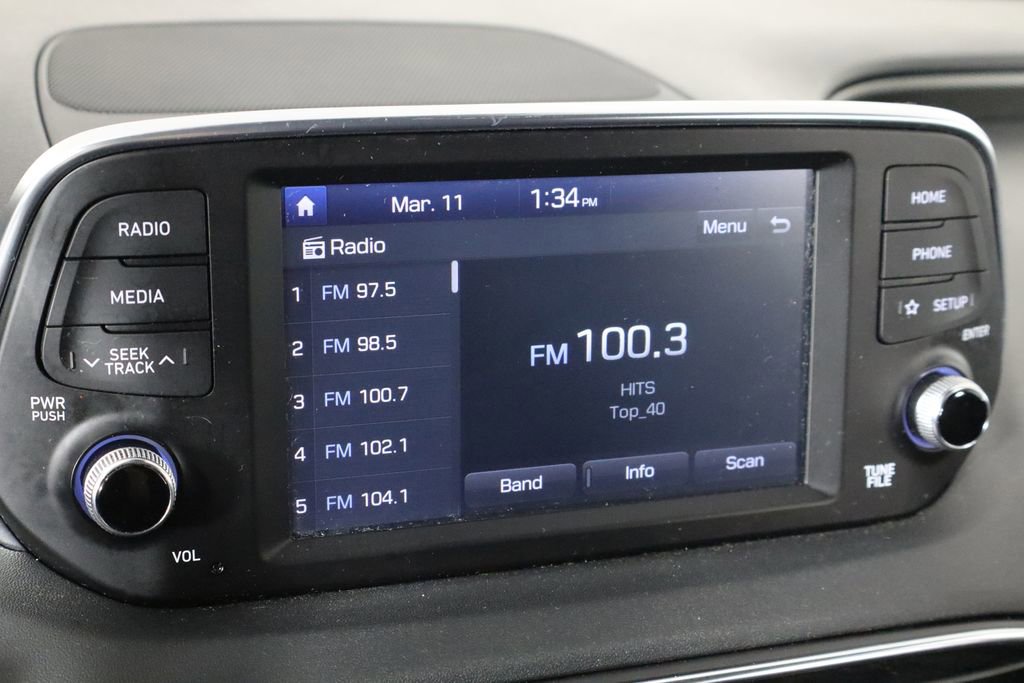 RADIO
MEDIA
SEEK
TRACK
PWR
PUSH
VOL
Mar. 11 1:34 PM
Radio
Menu
1 FM 97.5
2 FM 98.5
3 FM 100.7
4 FM 102.1
5 FM 104.1
FM 100.3
HITS
Top_40
Band Info Scan
HOME
PHONE
SETUP
ENTER
TUNE
FILE